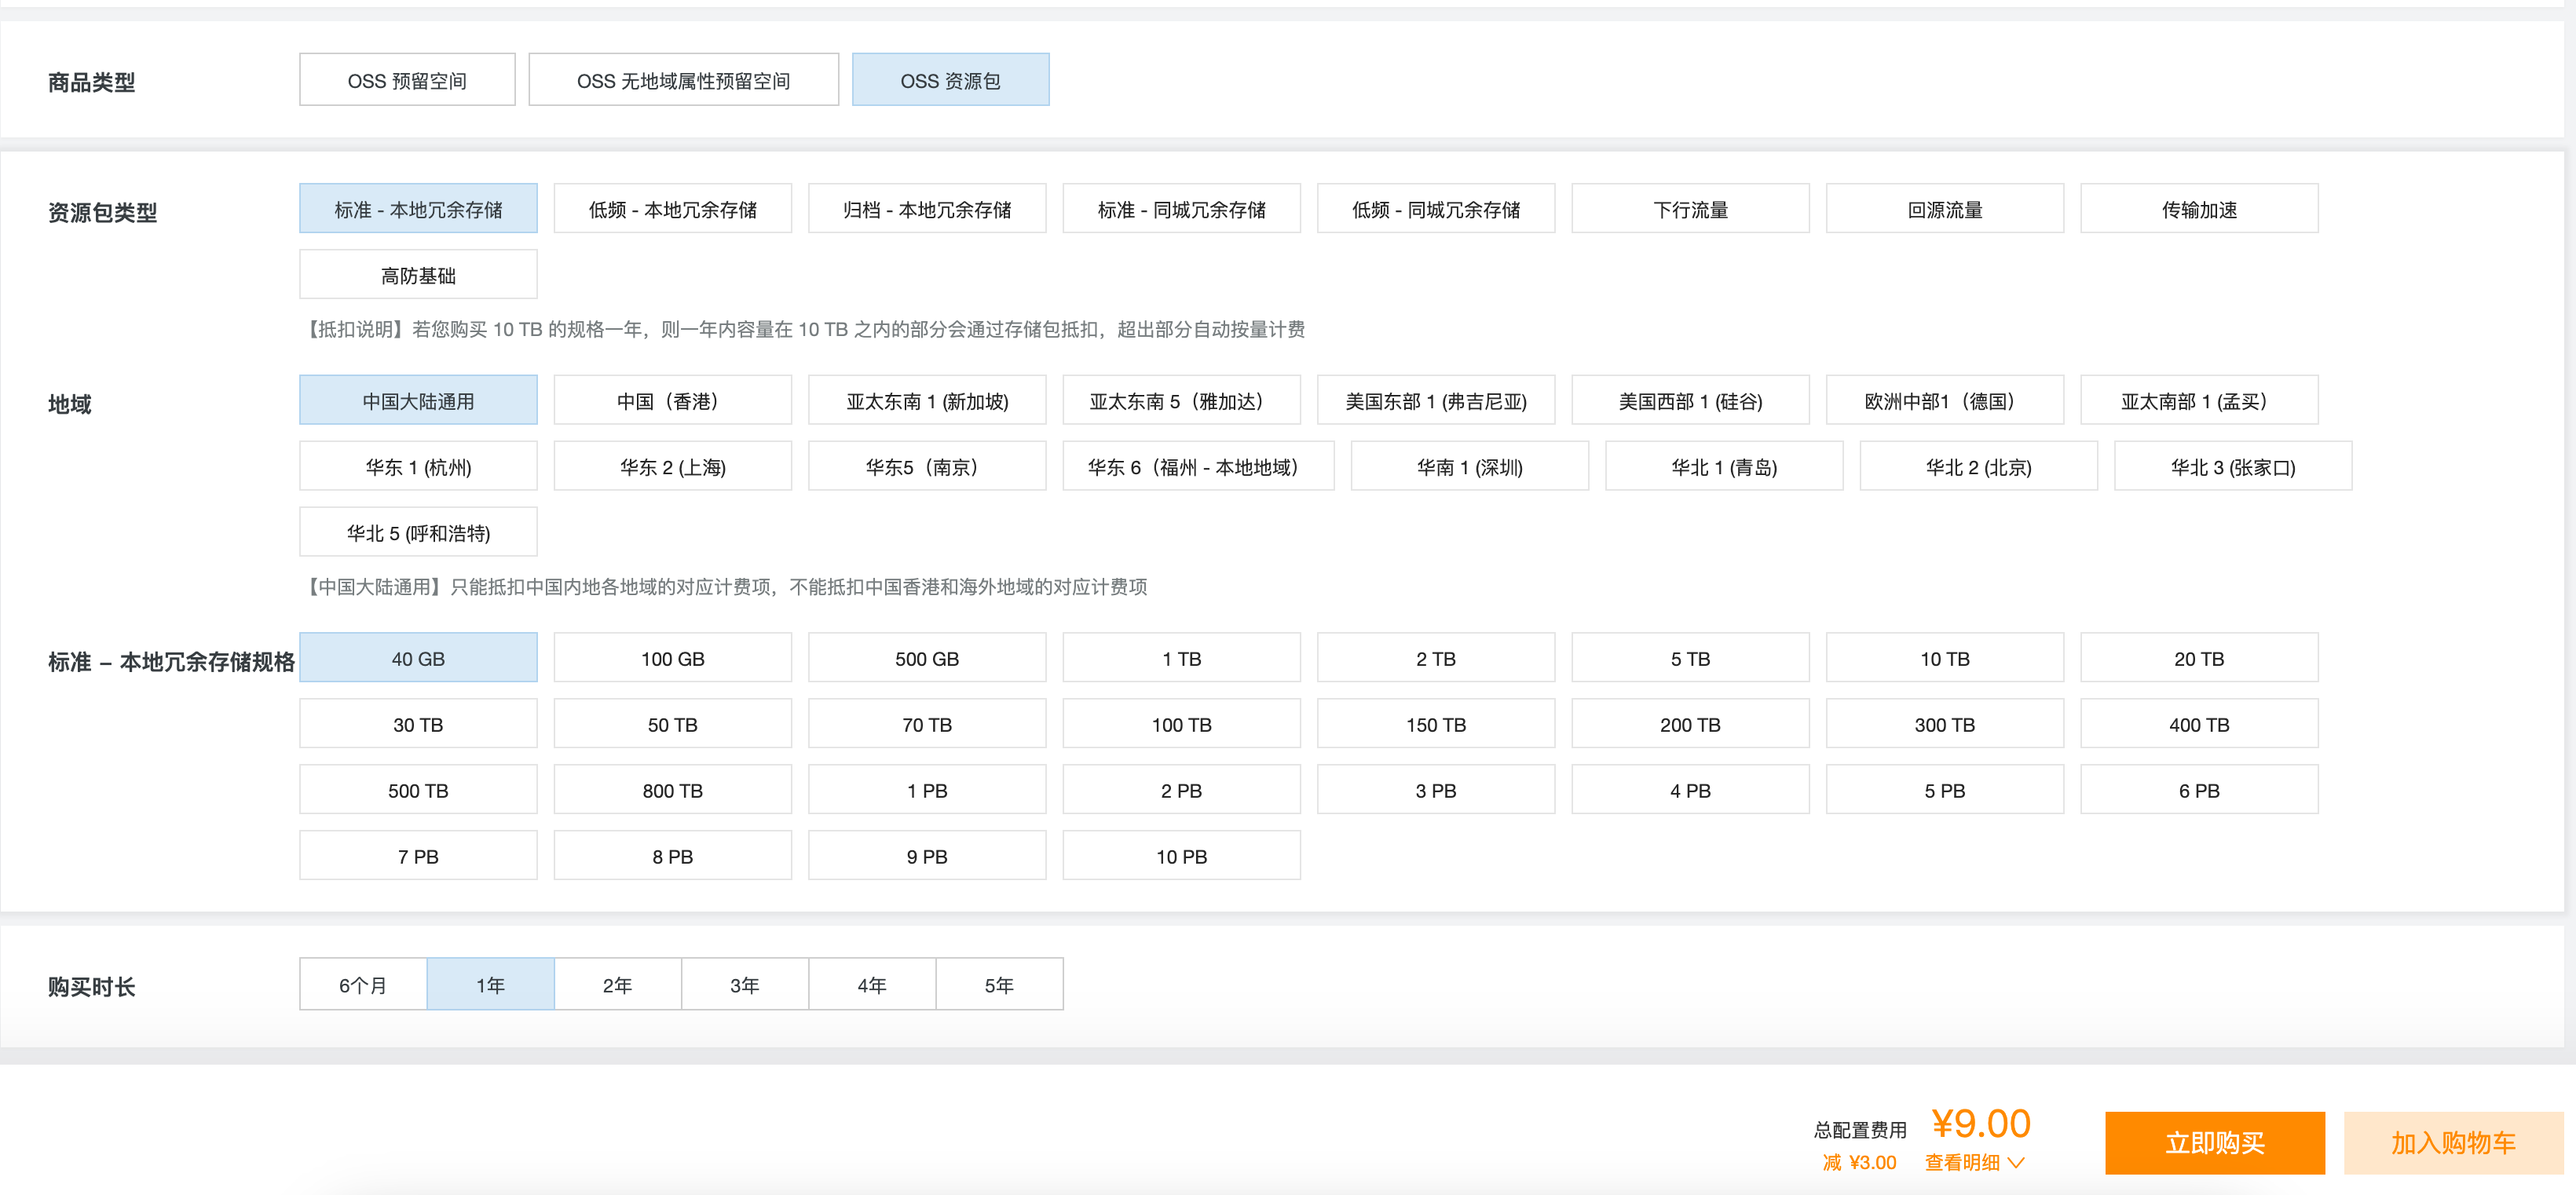 商品类型 OSS 预留空间 OSS 无地域属性预留空间 OSS 资源包
资源包类型 标准 - 本地冗余存储 低频 - 本地冗余存储 归档 - 本地冗余存储 标准 - 同城冗余存储 低频 - 同城冗余存储 下行流量 回源流量 传输加速
高防基础
【抵扣说明】若您购买 10 TB 的规格一年，则一年内容量在 10 TB 之内的部分会通过存储包抵扣，超出部分自动按量计费
地域 中国大陆通用 中国（香港） 亚太东南 1 (新加坡) 亚太东南 5（雅加达） 美国东部 1 (弗吉尼亚) 美国西部 1 (硅谷) 欧洲中部1（德国） 亚太南部 1 (孟买）
华东 1 (杭州) 华东 2 (上海) 华东5（南京） 华东 6（福州 - 本地地域） 华南 1 (深圳) 华北 1 (青岛) 华北 2 (北京) 华北 3 (张家口)
华北 5 (呼和浩特)
【中国大陆通用】只能抵扣中国内地各地域的对应计费项，不能抵扣中国香港和海外地域的对应计费项
标准 – 本地冗余存储规格 40 GB 100 GB 500 GB 1 TB 2 TB 5 TB 10 TB 20 TB
30 TB 50 TB 70 TB 100 TB 150 TB 200 TB 300 TB 400 TB
500 TB 800 TB 1 PB 2 PB 3 PB 4 PB 5 PB 6 PB
7 PB 8 PB 9 PB 10 PB
购买时长 6个月 1年 2年 3年 4年 5年
总配置费用 ¥9.00 立即购买 加入购物车
减 ¥3.00 查看明细